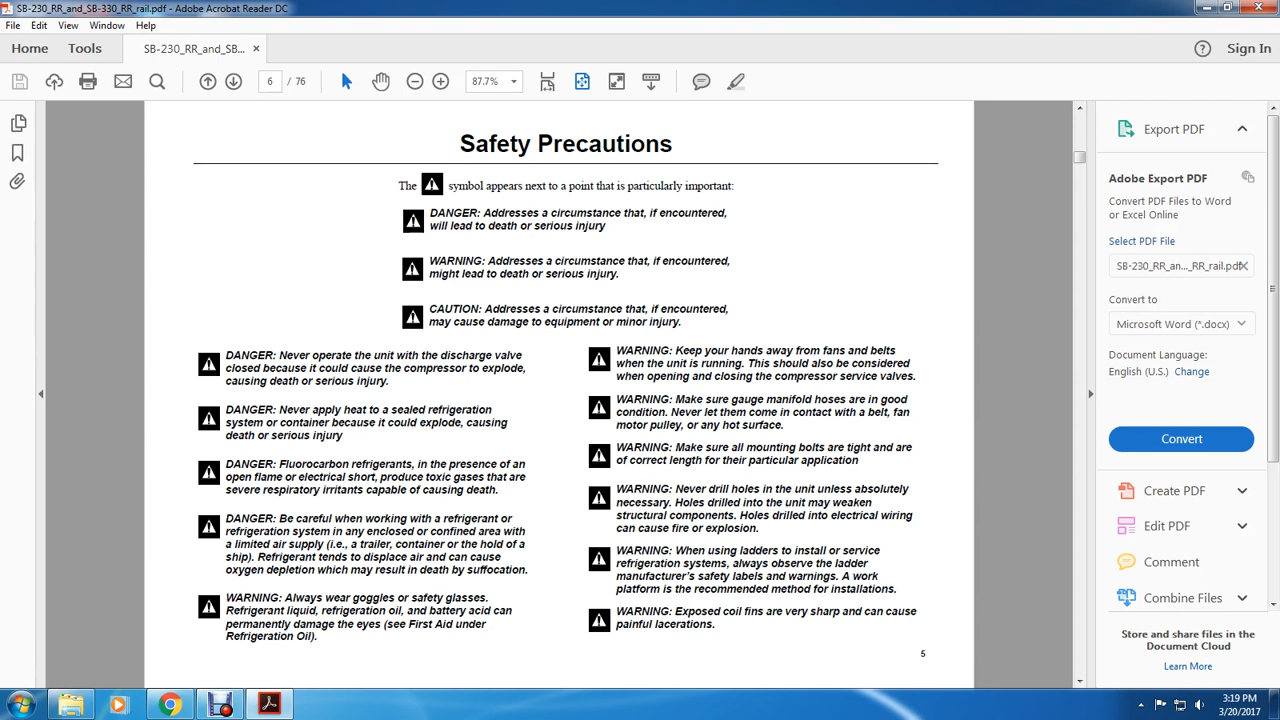 SB-230_RR_and_SB-330_RR_rail.pdf - Adobe Acrobat Reader DC
File Edit View Window Help
Home Tools SB-230_RR_and_SB... × Sign In
6 / 76 87.7%
Safety Precautions
The symbol appears next to a point that is particularly important:
DANGER: Addresses a circumstance that, if encountered,
will lead to death or serious injury
WARNING: Addresses a circumstance that, if encountered,
might lead to death or serious injury.
CAUTION: Addresses a circumstance that, if encountered,
may cause damage to equipment or minor injury.
DANGER: Never operate the unit with the discharge valve
closed because it could cause the compressor to explode,
causing death or serious injury.
DANGER: Never apply heat to a sealed refrigeration
system or container because it could explode, causing
death or serious injury
DANGER: Fluorocarbon refrigerants, in the presence of an
open flame or electrical short, produce toxic gases that are
severe respiratory irritants capable of causing death.
DANGER: Be careful when working with a refrigerant or
refrigeration system in any enclosed or confined area with
a limited air supply (i.e., a trailer, container or the hold of a
ship). Refrigerant tends to displace air and can cause
oxygen depletion which may result in death by suffocation.
WARNING: Always wear goggles or safety glasses.
Refrigerant liquid, refrigeration oil, and battery acid can
permanently damage the eyes (see First Aid under
Refrigeration Oil).
WARNING: Keep your hands away from fans and belts
when the unit is running. This should also be considered
when opening and closing the compressor service valves.
WARNING: Make sure gauge manifold hoses are in good
condition. Never let them come in contact with a belt, fan
motor pulley, or any hot surface.
WARNING: Make sure all mounting bolts are tight and are
of correct length for their particular application
WARNING: Never drill holes in the unit unless absolutely
necessary. Holes drilled into the unit may weaken
structural components. Holes drilled into electrical wiring
can cause fire or explosion.
WARNING: When using ladders to install or service
refrigeration systems, always observe the ladder
manufacturer's safety labels and warnings. A work
platform is the recommended method for installations.
WARNING: Exposed coil fins are very sharp and can cause
painful lacerations.
5
Export PDF
Adobe Export PDF
Convert PDF Files to Word
or Excel Online
Select PDF File
SB-230_RR_an..._RR_rail.pdf
Convert to
Microsoft Word (*.docx)
Document Language:
English (U.S.) Change
Convert
Create PDF
Edit PDF
Comment
Combine Files
Store and share files in the
Document Cloud
Learn More
3:19 PM
3/20/2017